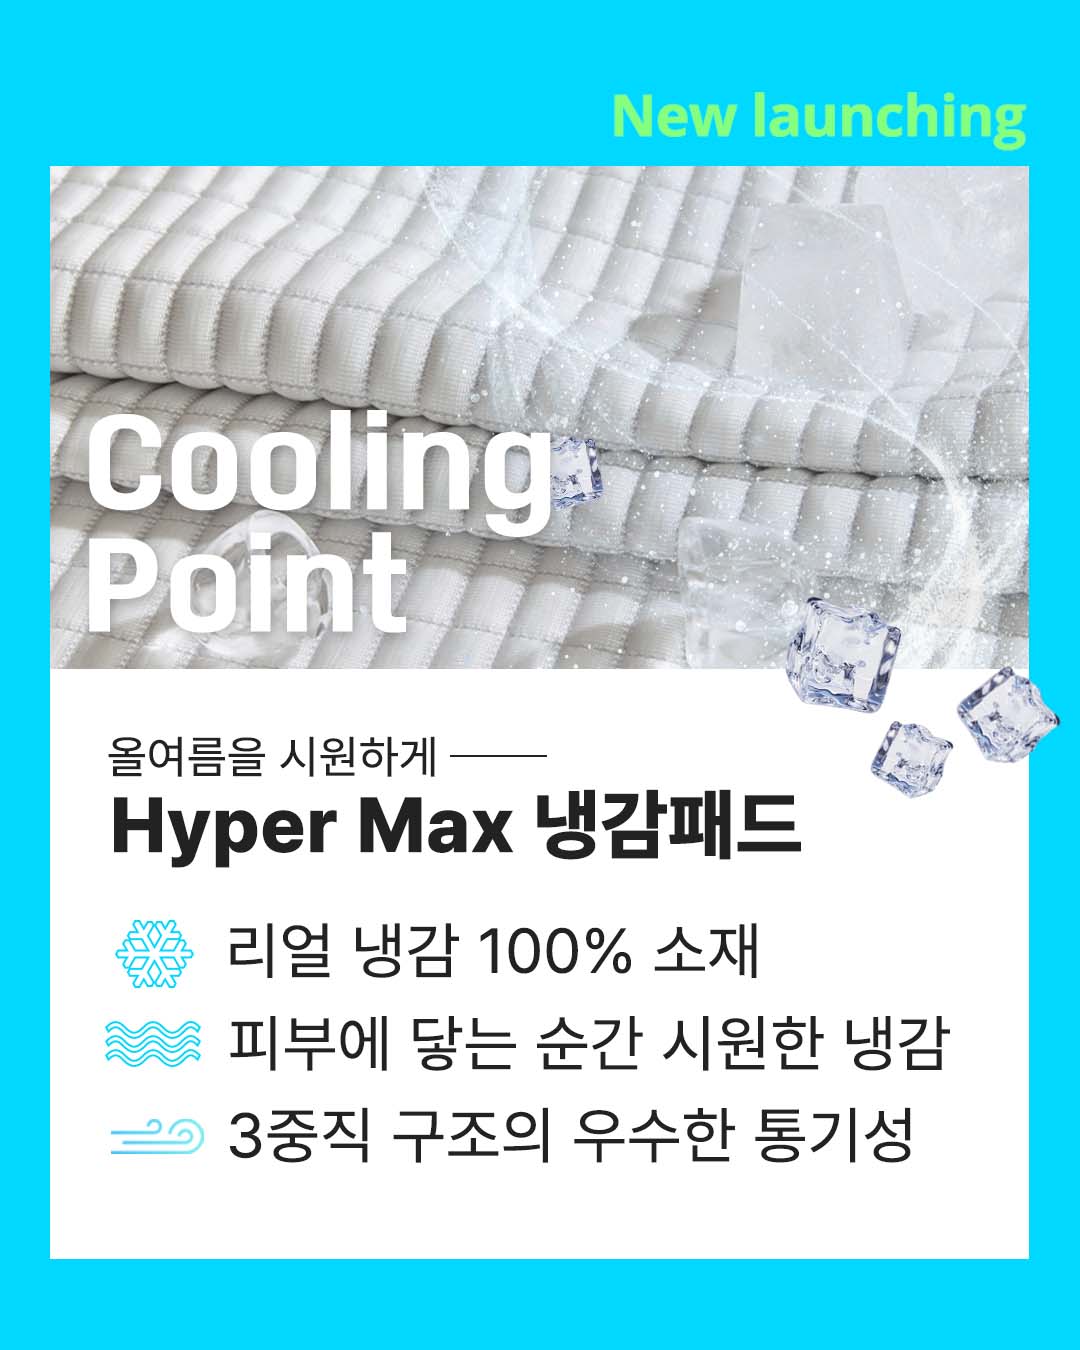 New launching
Cooling
Point
올여름을 시원하게
Hyper Max 냉감패드
리얼 냉감 100% 소재
피부에 닿는 순간 시원한 냉감
3중직 구조의 우수한 통기성